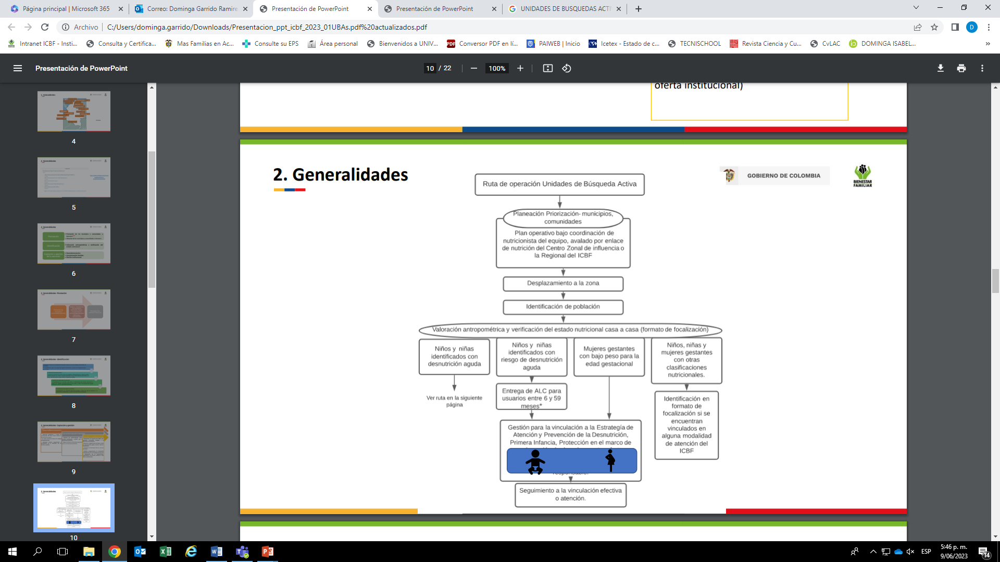 Página principal | Microsoft 365
Correo: Dominga Garrido Ramire
Presentación de PowerPoint
Presentación de PowerPoint
UNIDADES DE BUSQUEDAS ACTI
Archivo
C:/Users/dominga.garrido/Downloads/Presentacion_ppt_icbf_2023_01UBAs.pdf%20actualizados.pdf
D
Intranet ICBF - Insti...
Consulta y Certifica...
Mas Familias en Ac...
Consulte su EPS
Área personal
Bienvenidos a UNIV...
Conversor PDF en lí...
PAIWEB | Inicio
Icetex - Estado de c...
TECNISCHOOL
Revista Ciencia y Cu...
CvLAC
DOMINGA ISABEL...
»
Presentación de PowerPoint
10 / 22
100%
4
5
6
7
8
9
10
oferta institucional)
2. Generalidades
GOBIERNO DE COLOMBIA
BIENESTAR
FAMILIAR
Ruta de operación Unidades de Búsqueda Activa
Planeación Priorización- municipios,
comunidades
Plan operativo bajo coordinación de
nutricionista del equipo, avalado por enlace
de nutrición del Centro Zonal de influencia o
la Regional del ICBF
Desplazamiento a la zona
Identificación de población
Valoración antropométrica y verificación del estado nutricional casa a casa (formato de focalización)
Niños y niñas
identificados con
desnutrición aguda
Ver ruta en la siguiente
página
Niños y niñas
identificados con
riesgo de desnutrición
aguda
Entrega de ALC para
usuarios entre 6 y 59
meses*
Mujeres gestantes
con bajo peso para la
edad gestacional
Niños, niñas y
mujeres gestantes
con otras
clasificaciones
nutricionales.
Identificación en
formato de
focalización si se
encuentran
vinculados en
alguna modalidad
de atención del
ICBF
Gestión para la vinculación a la Estrategía de
Atención y Prevención de la Desnutrición,
Primera Infancia, Protección en el marco de
Seguimiento a la vinculación efectiva
o atención.
ESP
5:46 p. m.
9/06/2023
14